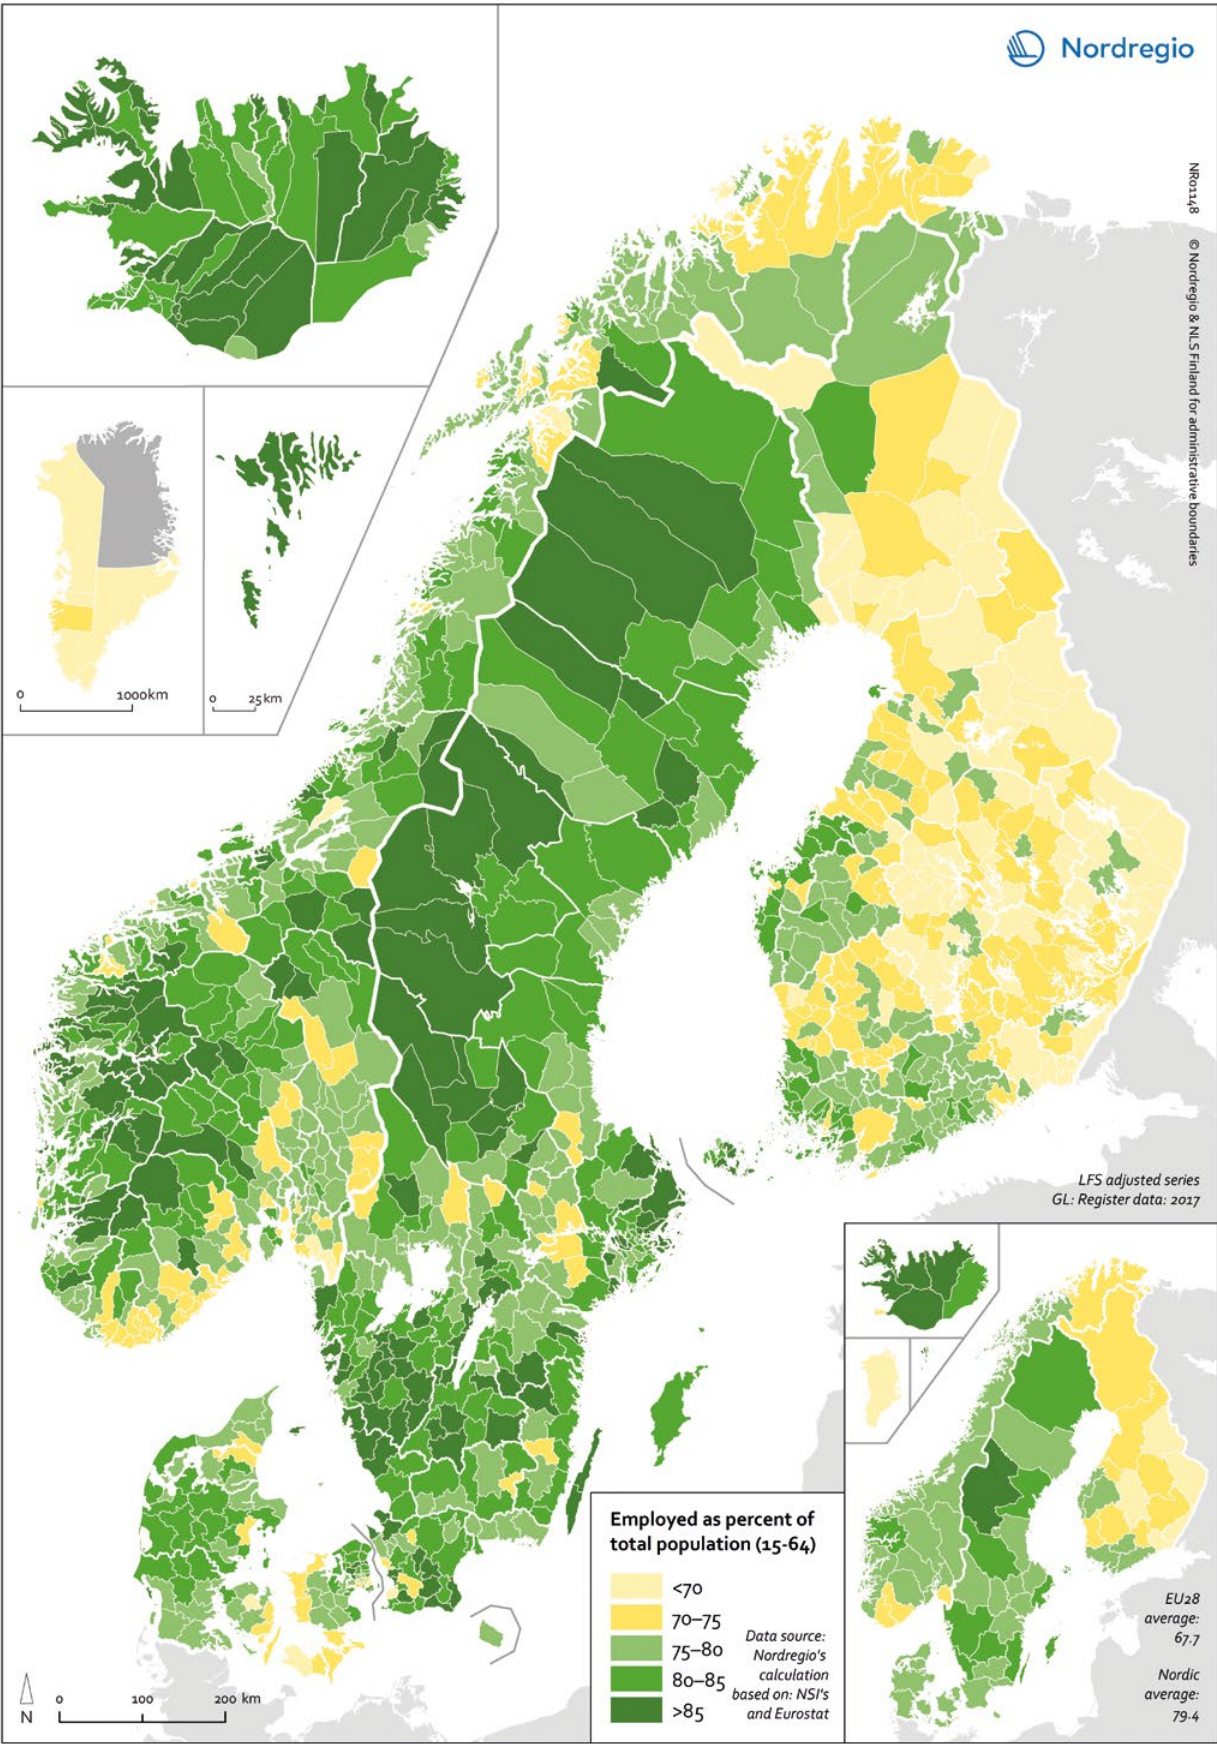 Nordregio
NR01148 © Nordregio & NLS Finland for administrative boundaries
0 1000km
0 25km
LFS adjusted series
GL: Register data: 2017
Employed as percent of
total population (15-64)
<70
70–75
75–80
80–85
>85
Data source:
Nordregio's
calculation
based on: NSI's
and Eurostat
EU28
average:
67.7
Nordic
average:
79.4
N
0 100 200 km